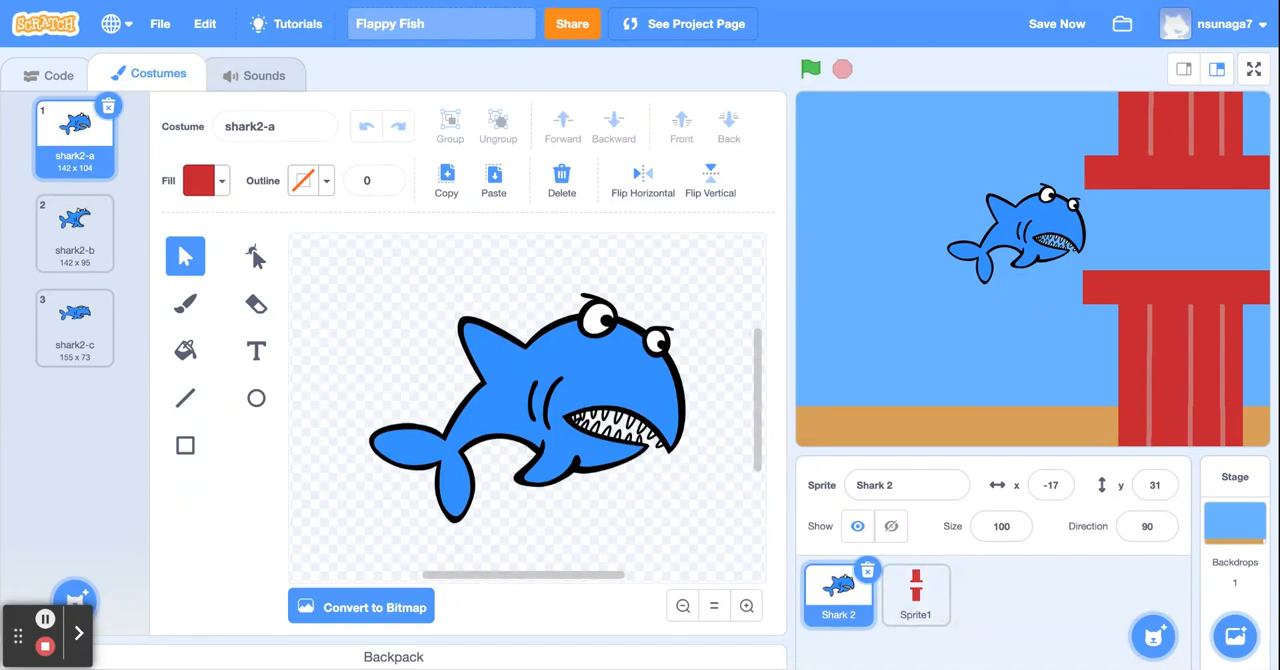 SCRATCH File Edit Tutorials Flappy Fish Share See Project Page Save Now nsunaga7
Code Costumes Sounds
1
shark2-a
142 x 104
2
shark2-b
142 x 95
3
shark2-c
155 x 73
Costume shark2-a Group Ungroup Forward Backward Front Back
Fill Outline 0 Copy Paste Delete Flip Horizontal Flip Vertical
T
Convert to Bitmap
Backpack
Sprite Shark 2 x -17 y 31
Show Size 100 Direction 90
Shark 2 Sprite1
Stage
Backdrops
1